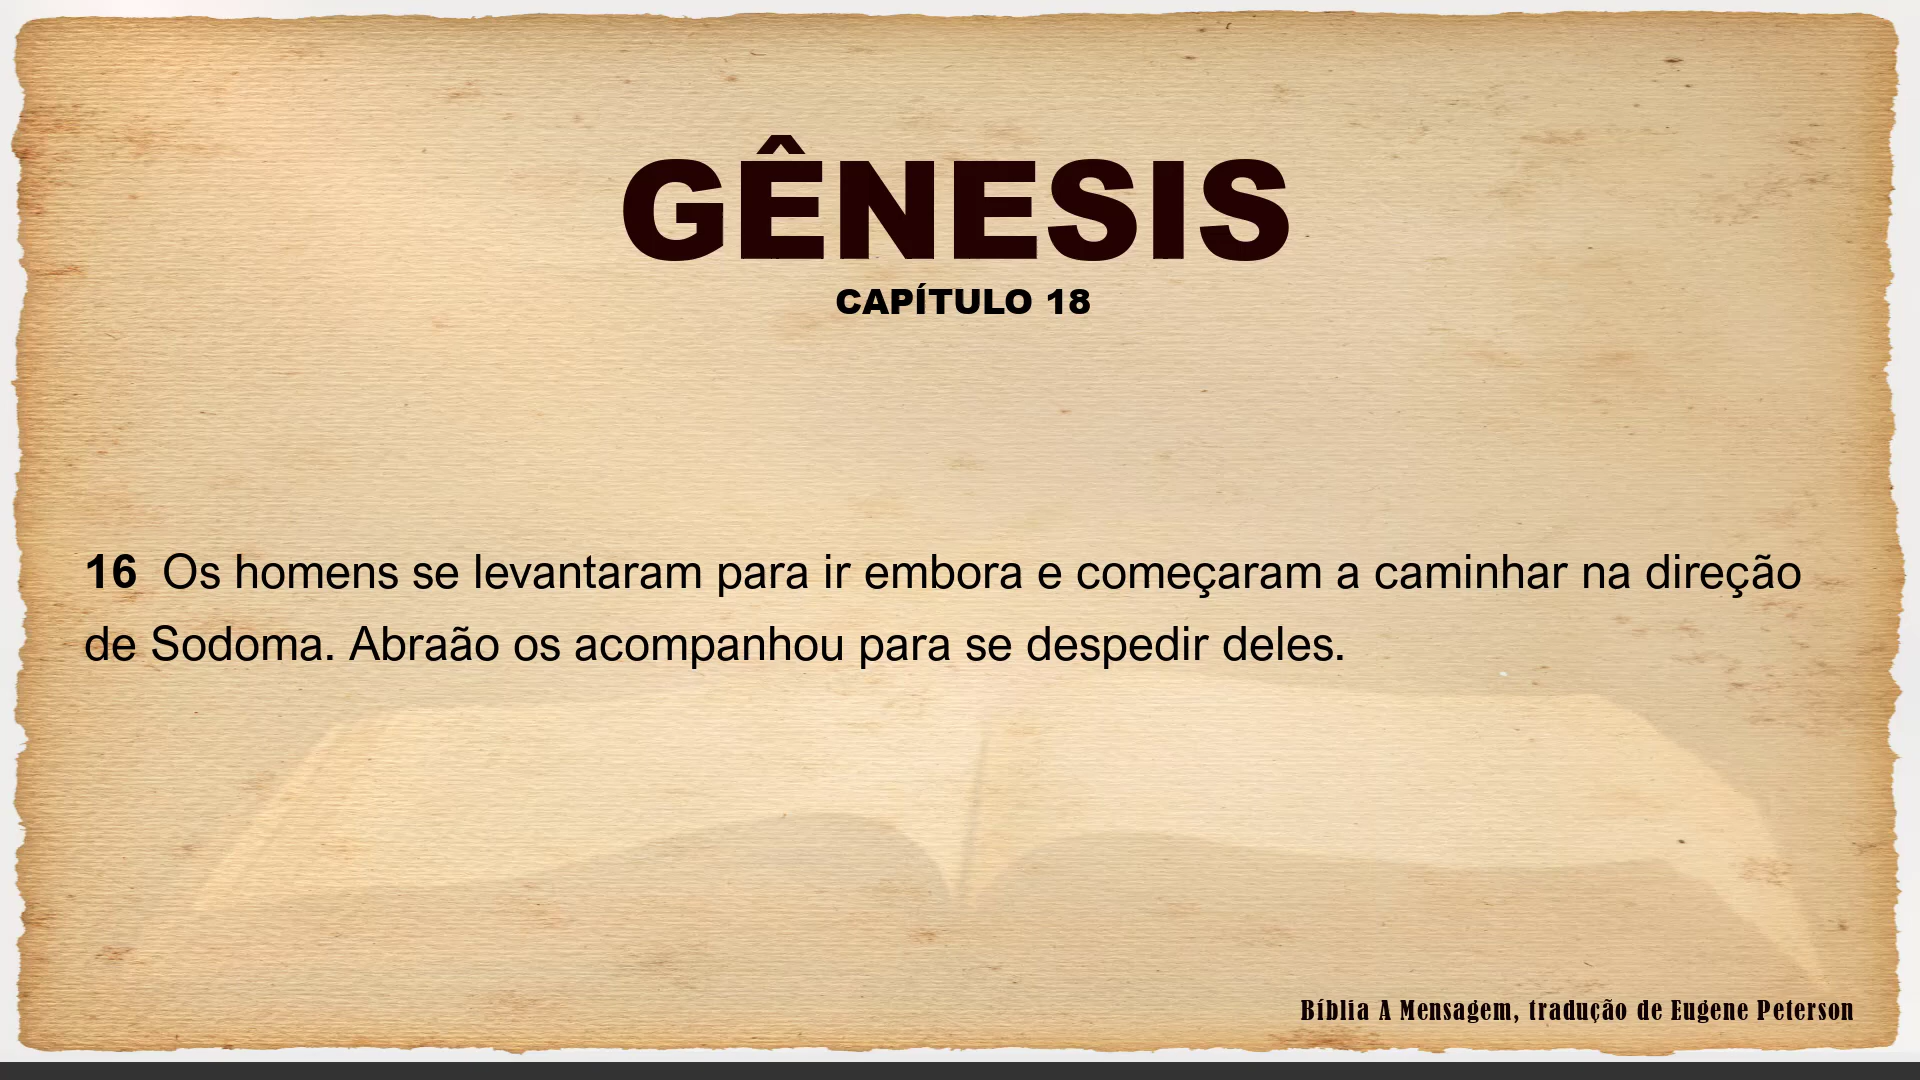 GÊNESIS
CAPÍTULO 18
16 Os homens se levantaram para ir embora e começaram a caminhar na direção
de Sodoma. Abraão os acompanhou para se despedir deles.
Bíblia A Mensagem, tradução de Eugene Peterson